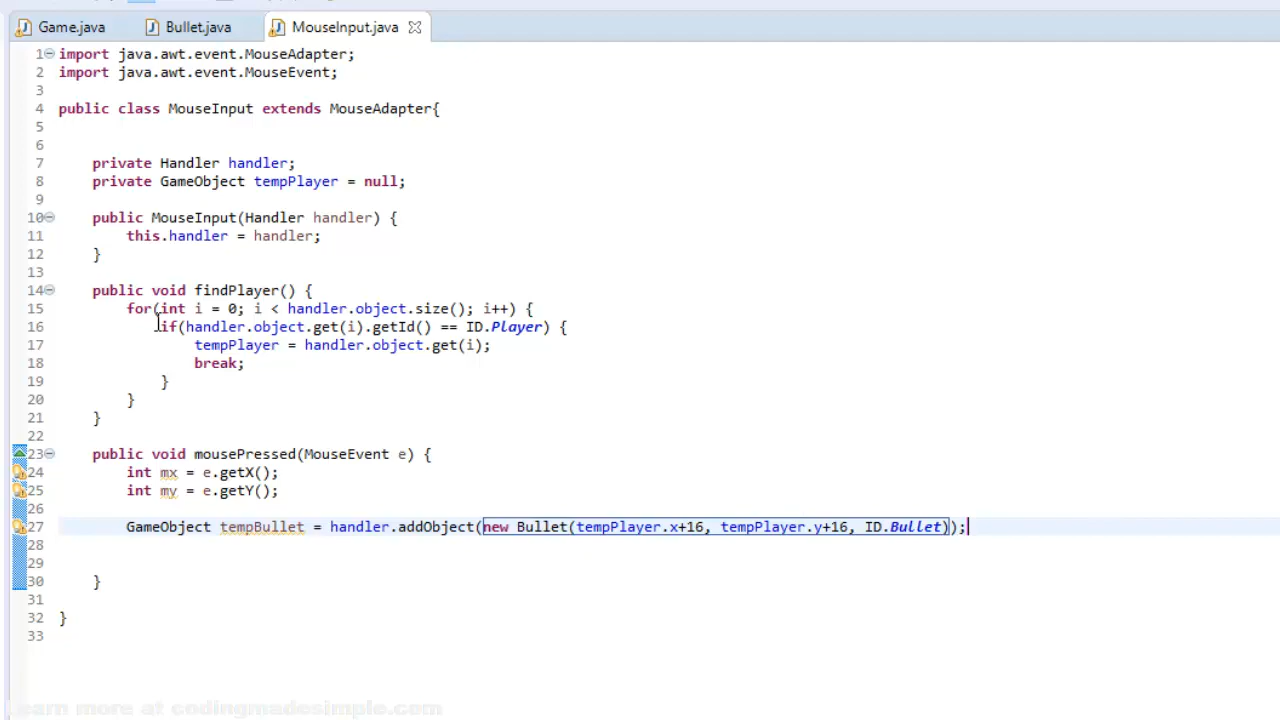 Game.java Bullet.java MouseInput.java
1 import java.awt.event.MouseAdapter;
2 import java.awt.event.MouseEvent;
3
4 public class MouseInput extends MouseAdapter{
5
6
7 private Handler handler;
8 private GameObject tempPlayer = null;
9
10 public MouseInput(Handler handler) {
11 this.handler = handler;
12 }
13
14 public void findPlayer() {
15 for(int i = 0; i < handler.object.size(); i++) {
16 if(handler.object.get(i).getId() == ID.Player) {
17 tempPlayer = handler.object.get(i);
18 break;
19 }
20 }
21 }
22
23 public void mousePressed(MouseEvent e) {
24 int mx = e.getX();
25 int my = e.getY();
26
27 GameObject tempBullet = handler.addObject(new Bullet(tempPlayer.x+16, tempPlayer.y+16, ID.Bullet));
28
29
30 }
31
32 }
33
Learn more at codingmadesimple.com